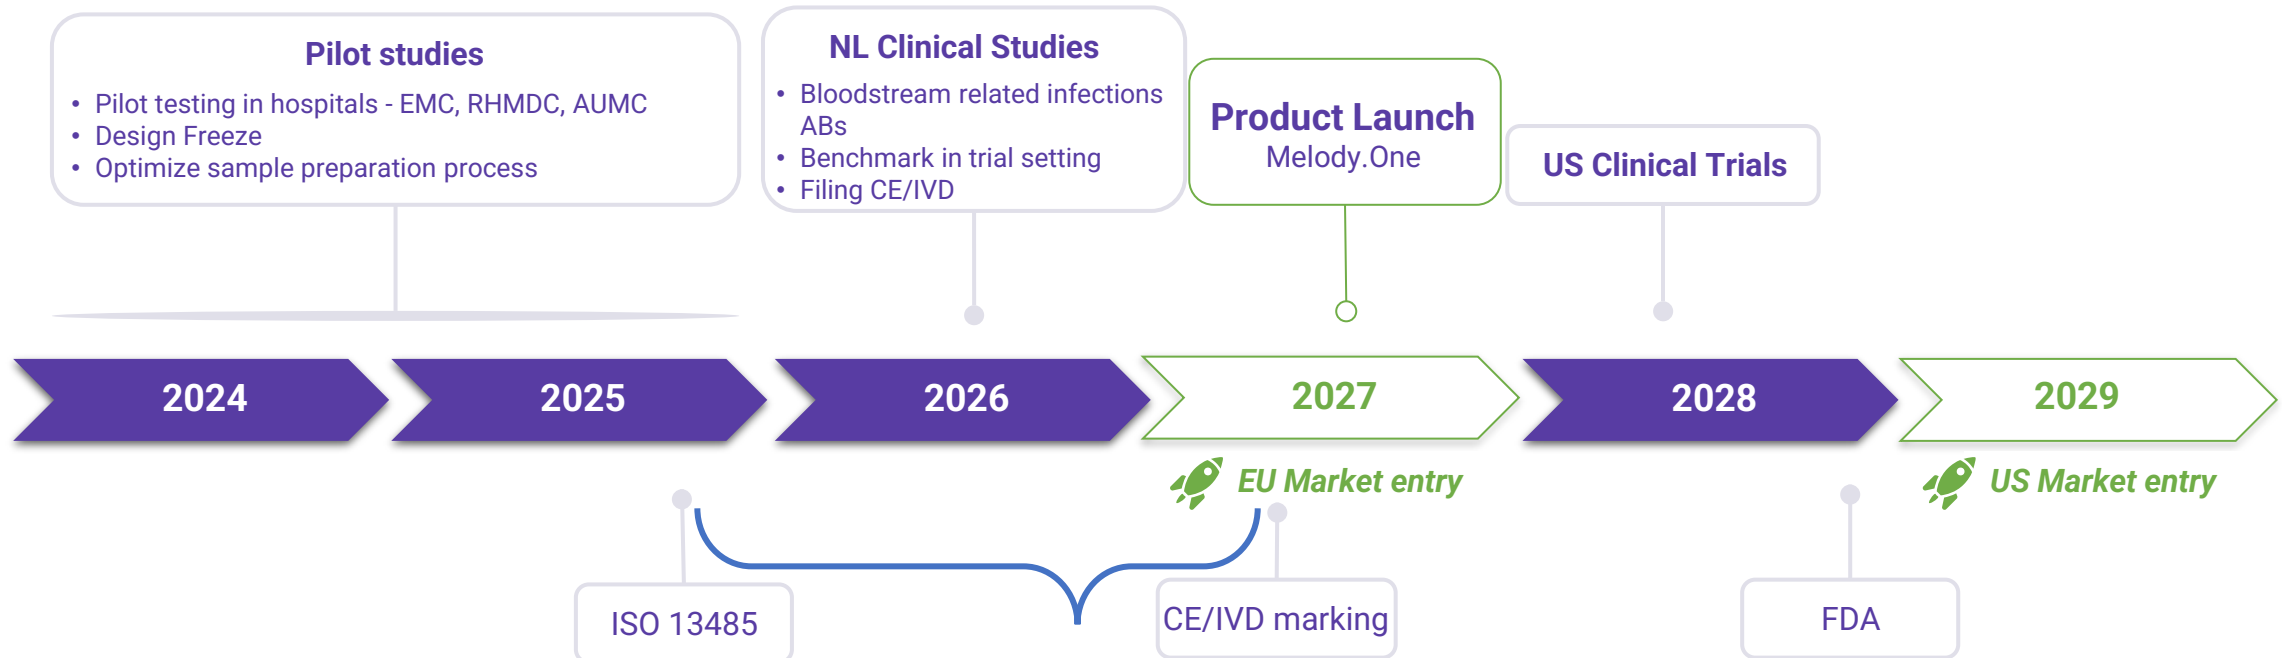 Pilot studies
• Pilot testing in hospitals - EMC, RHMDC, AUMC
• Design Freeze
• Optimize sample preparation process
NL Clinical Studies
• Bloodstream related infections
ABs
• Benchmark in trial setting
• Filing CE/IVD
Product Launch
Melody.One
US Clinical Trials
2024
2025
2026
2027
2028
2029
EU Market entry
US Market entry
ISO 13485
CE/IVD marking
FDA